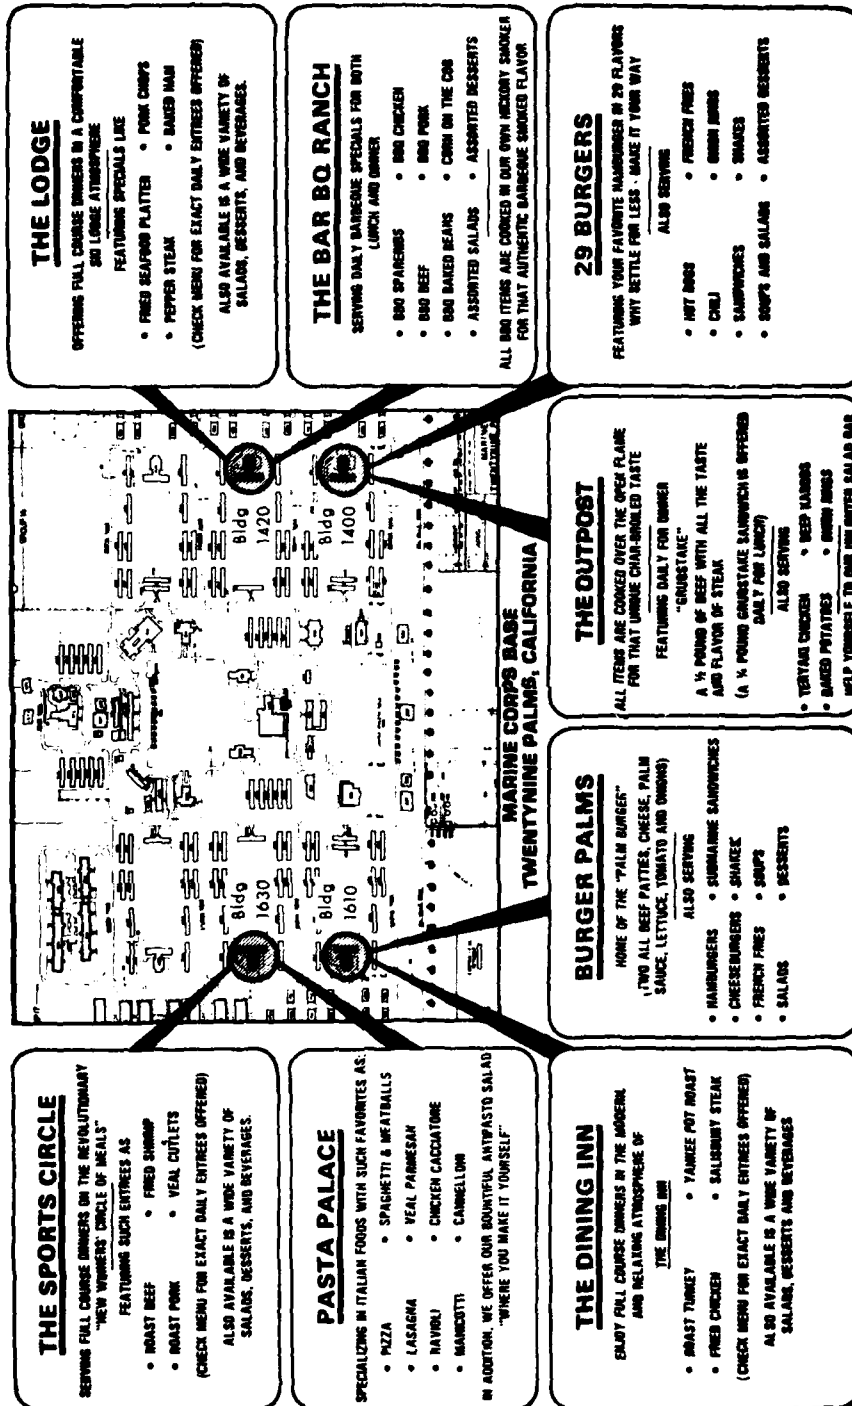 THE SPORTS CIRCLE
SERVING FULL COURSE DINNERS ON THE REVOLUTIONARY
"NEW WINNERS' CIRCLE OF MEALS"
FEATURING SUCH ENTREES AS
• ROAST BEEF • FRIED SHRIMP
• ROAST PORK • VEAL CUTLETS
(CHECK MENU FOR EXACT DAILY ENTREES OFFERED)
ALSO AVAILABLE IS A WIDE VARIETY OF
SALADS, DESSERTS, AND BEVERAGES.
PASTA PALACE
SPECIALIZING IN ITALIAN FOODS WITH SUCH FAVORITES AS:
• PIZZA • SPAGHETTI & MEATBALLS
• LASAGNA • VEAL PARMESAN
• RAVIOLI • CHICKEN CACCIATORE
• MANICOTTI • CANNELLONI
IN ADDITION, WE OFFER OUR BOUNTIFUL ANTIPASTO SALAD
"WHERE YOU MAKE IT YOURSELF"
THE DINING INN
ENJOY FULL COURSE DINNERS IN THE MODERN
AND RELAXING ATMOSPHERE OF
THE DINING INN
• ROAST TURKEY • YANKEE POT ROAST
• FRIED CHICKEN • SALISBURY STEAK
(CHECK MENU FOR EXACT DAILY ENTREES OFFERED)
ALSO AVAILABLE IS A WIDE VARIETY OF
SALADS, DESSERTS AND BEVERAGES
Bldg
1630
Bldg
1610
Bldg
1420
Bldg
1400
MARINE CORPS BASE
TWENTYNINE PALMS, CALIFORNIA
BURGER PALMS
HOME OF THE "PALM BURGER"
(TWO ALL BEEF PATTIES, CHEESE, PALM
SAUCE, LETTUCE, TOMATO AND ONIONS)
ALSO SERVING
• HAMBURGERS • SUBMARINE SANDWICHES
• CHEESEBURGERS • SHAKES
• FRENCH FRIES • SOUPS
• SALADS • DESSERTS
THE OUTPOST
ALL ITEMS ARE COOKED OVER THE OPEN FLAME
FOR THAT UNIQUE CHAR-BROILED TASTE
FEATURING DAILY FOR DINNER
"GRUBSTAKE"
A ½ POUND OF BEEF WITH ALL THE TASTE
AND FLAVOR OF STEAK
(A ¼ POUND GRUBSTAKE SANDWICH IS OFFERED
DAILY FOR LUNCH)
ALSO SERVING
• TERIYAKI CHICKEN • BEEF KABOBS
• BAKED POTATOES • ONION RINGS
HELP YOURSELF TO OUR UNLIMITED SALAD BAR
THE LODGE
OFFERING FULL COURSE DINNERS IN A COMFORTABLE
SKI LODGE ATMOSPHERE
FEATURING SPECIALS LIKE
• FRIED SEAFOOD PLATTER • PORK CHOPS
• PEPPER STEAK • BAKED HAM
(CHECK MENU FOR EXACT DAILY ENTREES OFFERED)
ALSO AVAILABLE IS A WIDE VARIETY OF
SALADS, DESSERTS, AND BEVERAGES.
THE BAR BQ RANCH
SERVING DAILY BARBEQUE SPECIALS FOR BOTH
LUNCH AND DINNER
• BBQ SPARERIBS • BBQ CHICKEN
• BBQ BEEF • BBQ PORK
• BBQ BAKED BEANS • CORN ON THE COB
• ASSORTED SALADS • ASSORTED DESSERTS
ALL BBQ ITEMS ARE COOKED IN OUR OWN HICKORY SMOKER
FOR THAT AUTHENTIC BARBEQUE SMOKED FLAVOR
29 BURGERS
FEATURING YOUR FAVORITE HAMBURGER IN 29 FLAVORS
WHY SETTLE FOR LESS - MAKE IT YOUR WAY
ALSO SERVING
• HOT DOGS • FRENCH FRIES
• CHILI • ONION RINGS
• SANDWICHES • SHAKES
• SOUPS AND SALADS • ASSORTED DESSERTS